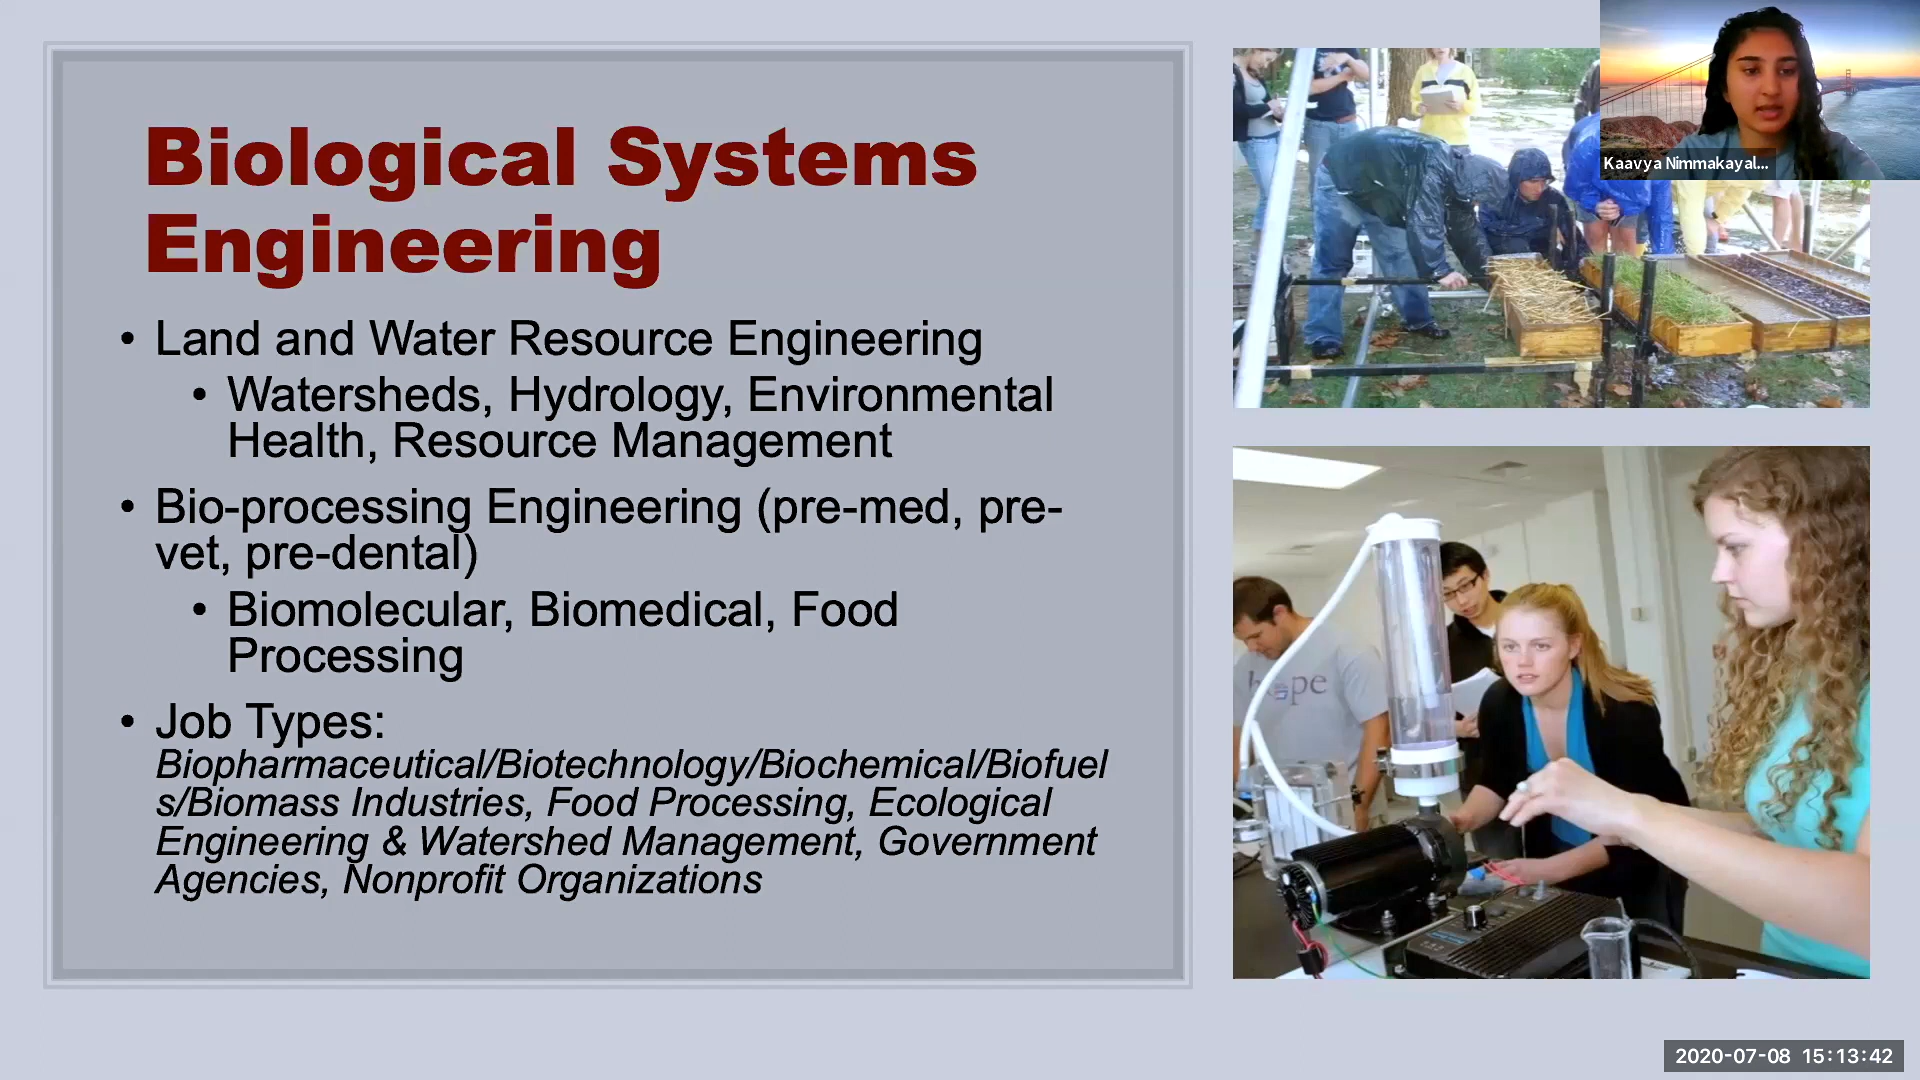 Biological Systems
Engineering
• Land and Water Resource Engineering
• Watersheds, Hydrology, Environmental
Health, Resource Management
• Bio-processing Engineering (pre-med, pre-
vet, pre-dental)
• Biomolecular, Biomedical, Food
Processing
• Job Types:
Biopharmaceutical/Biotechnology/Biochemical/Biofuel
s/Biomass Industries, Food Processing, Ecological
Engineering & Watershed Management, Government
Agencies, Nonprofit Organizations
Kaavya Nimmakayal...
hope
2020-07-08 15:13:42